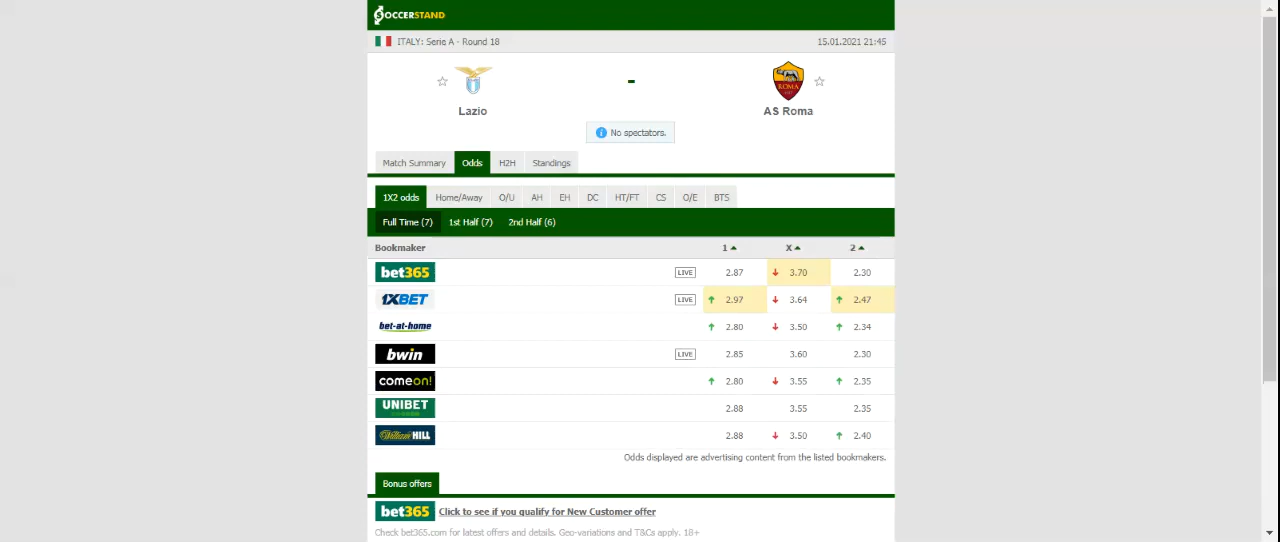 SOCCERSTAND
ITALY: Serie A - Round 18 15.01.2021 21:45
-
Lazio AS Roma
No spectators.
Match Summary Odds H2H Standings
1X2 odds Home/Away O/U AH EH DC HT/FT CS O/E BTS
Full Time (7) 1st Half (7) 2nd Half (6)
Bookmaker 1 X 2
bet365 LIVE 2.87 3.70 2.30
1XBET LIVE 2.97 3.64 2.47
bet-at-home 2.80 3.50 2.34
bwin LIVE 2.85 3.60 2.30
comeon! 2.80 3.55 2.35
UNIBET 2.88 3.55 2.35
William HILL 2.88 3.50 2.40
Odds displayed are advertising content from the listed bookmakers.
Bonus offers
bet365 Click to see if you qualify for New Customer offer
Check bet365.com for latest offers and details. Geo-variations and T&Cs apply. 18+